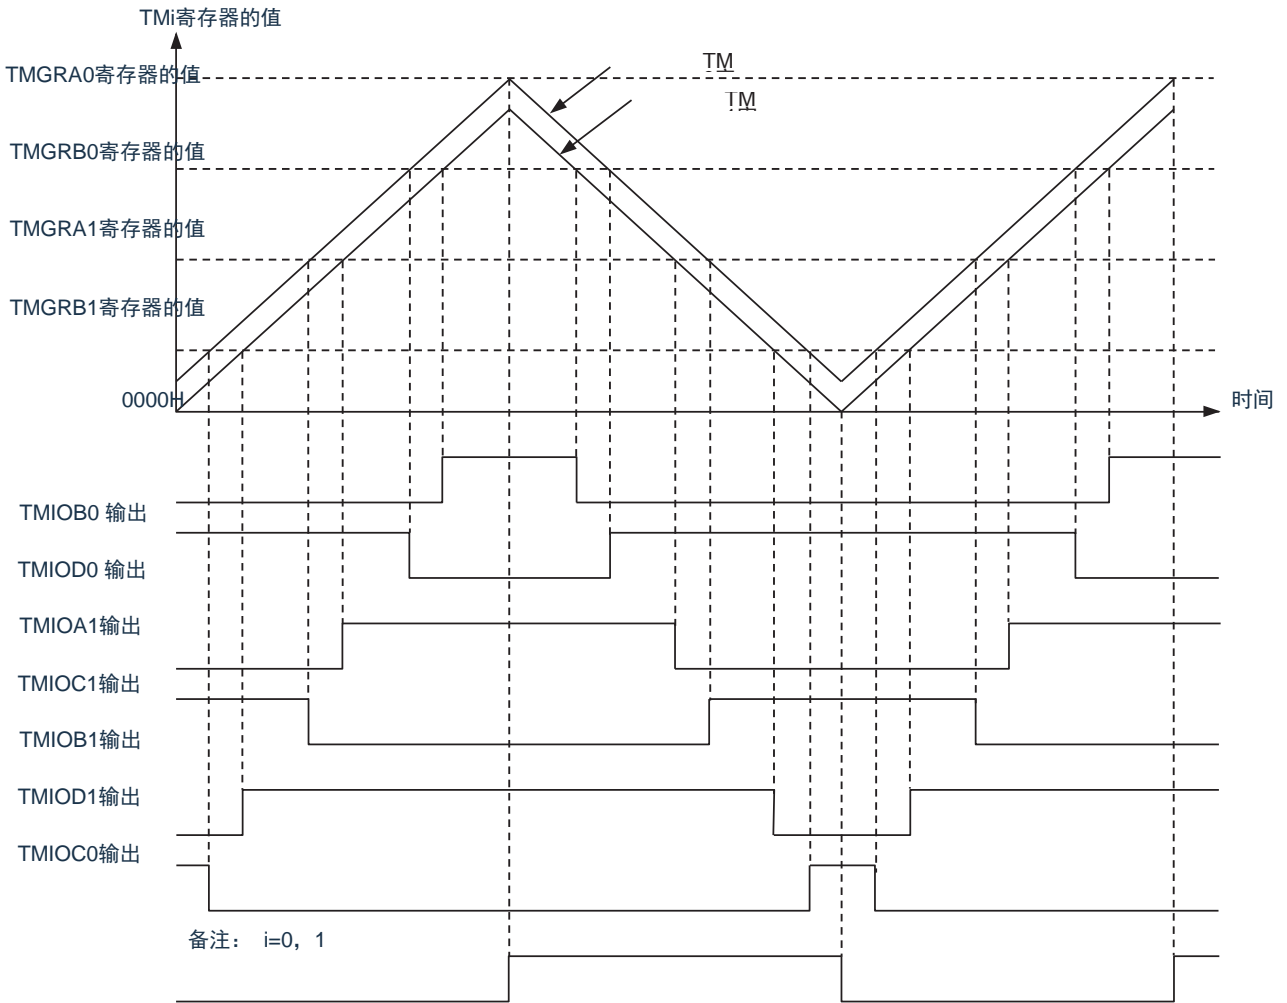 TMi寄存器的值
TMGRA0寄存器的值
TM
TM
TMGRB0寄存器的值
TMGRA1寄存器的值
TMGRB1寄存器的值
0000H
时间
TMIOB0 输出
TMIOD0 输出
TMIOA1输出
TMIOC1输出
TMIOB1输出
TMIOD1输出
TMIOC0输出
备注： i=0，1